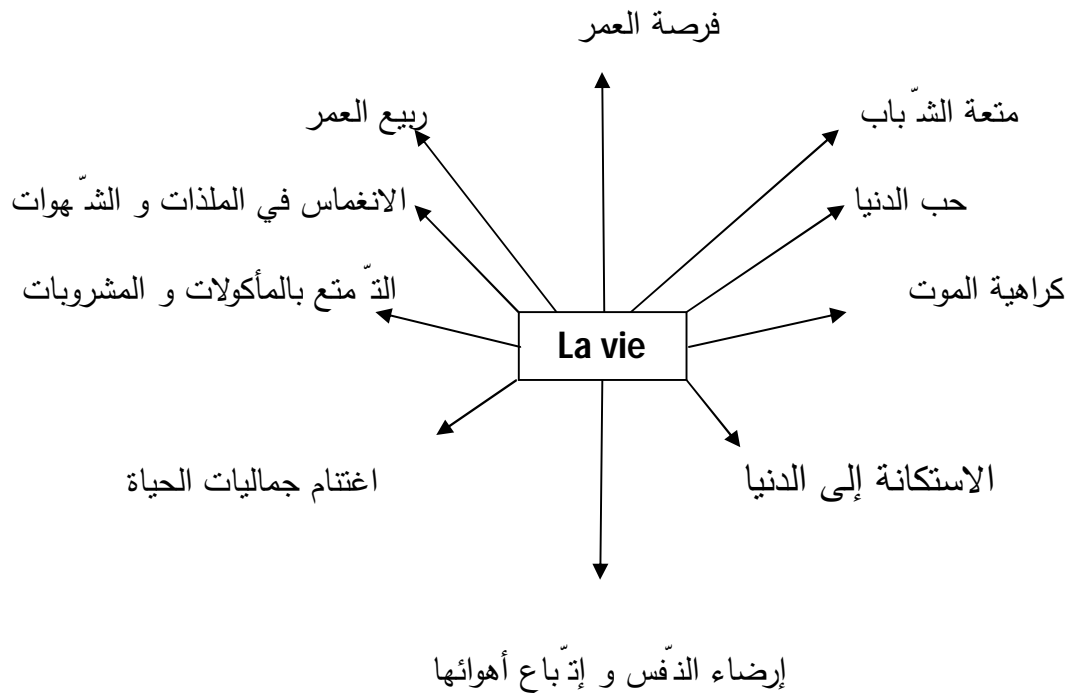 فرصة العمر
متعة الشّباب
ربيع العمر
حب الدنيا
الانغماس في الملذات و الشّهوات
كراهية الموت
التّمتع بالمأكولات و المشروبات
La vie
الاستكانة إلى الدنيا
اغتنام جماليات الحياة
إرضاء النّفس و إتّباع أهوائها